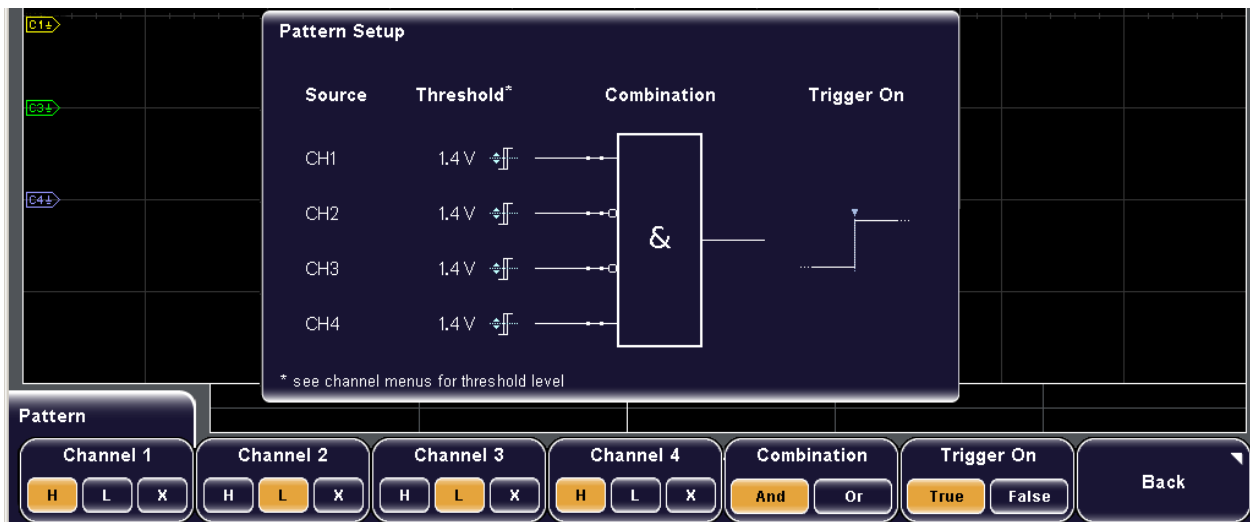 C1
C3
C4
Pattern Setup
Source Threshold* Combination Trigger On
CH1 1.4 V
CH2 1.4 V
&
CH3 1.4 V
CH4 1.4 V
* see channel menus for threshold level
Pattern
Channel 1 Channel 2 Channel 3 Channel 4 Combination Trigger On Back
H L X H L X H L X H L X And Or True False